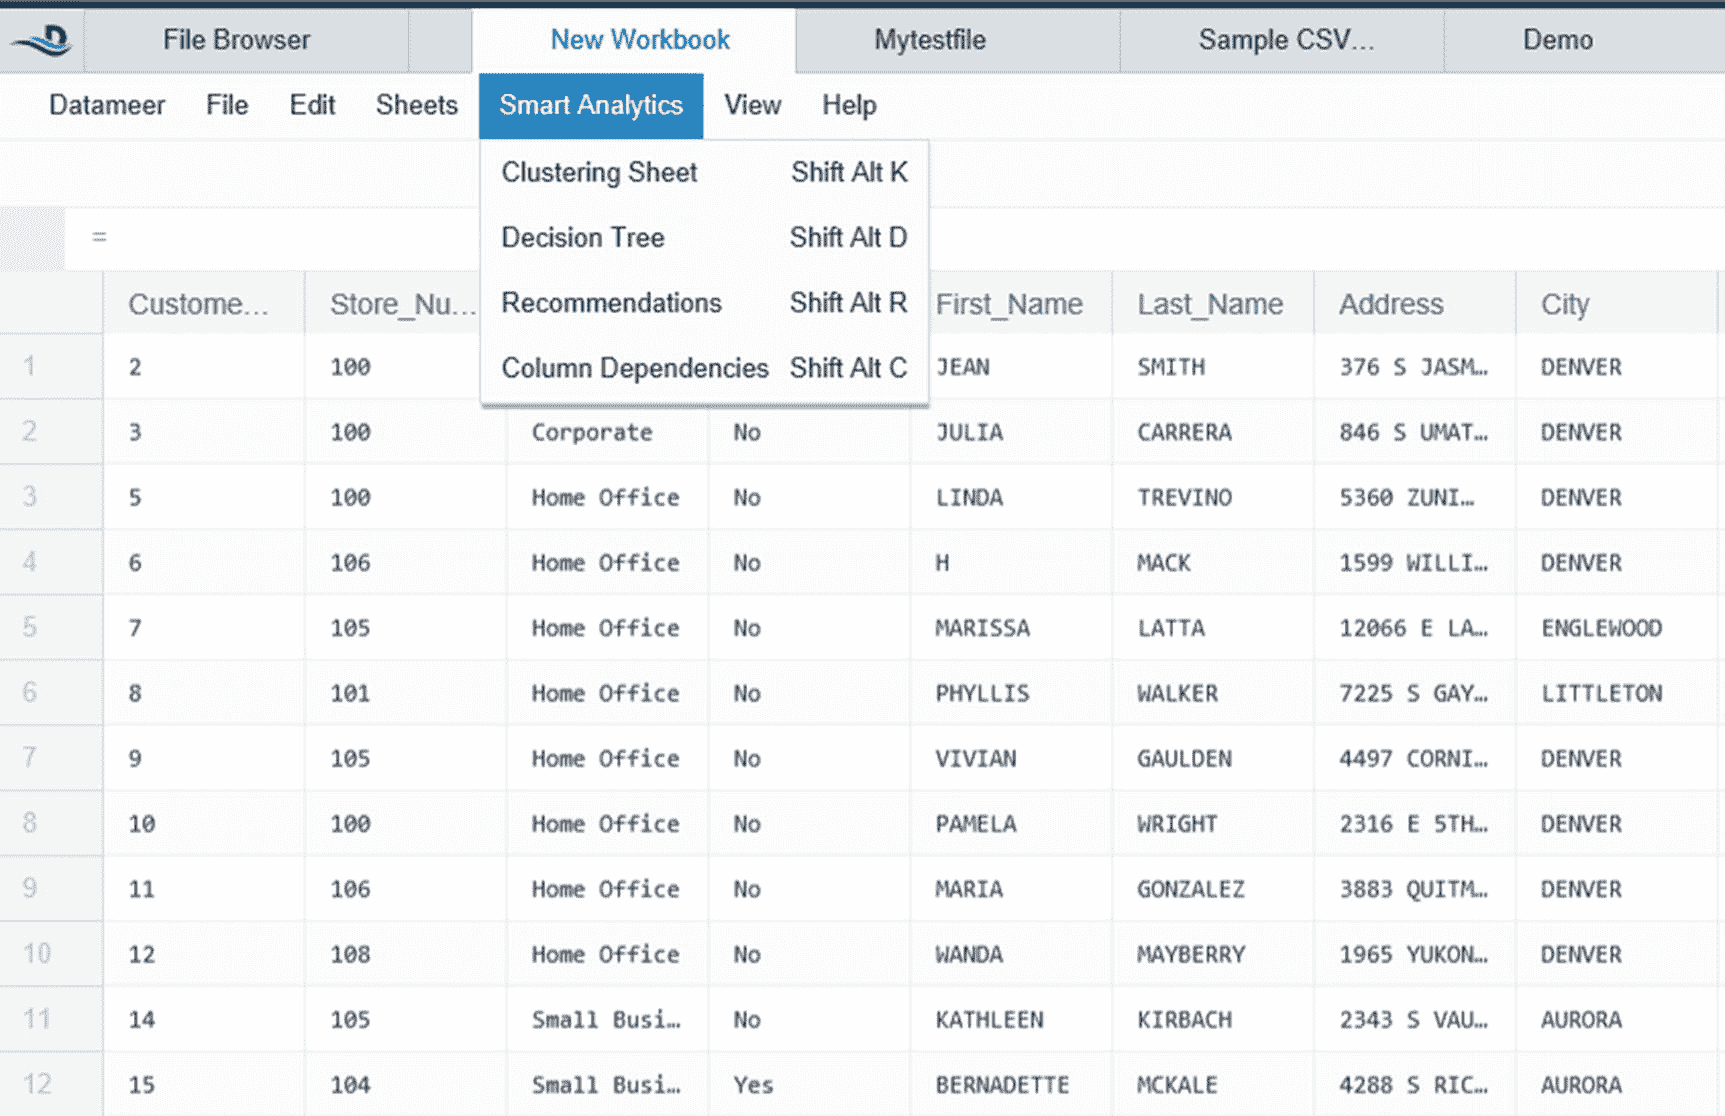 File Browser New Workbook Mytestfile Sample CSV... Demo
Datameer File Edit Sheets Smart Analytics View Help
Clustering Sheet Shift Alt K
Decision Tree Shift Alt D
=
Recommendations Shift Alt R
Column Dependencies Shift Alt C
Custome... Store_Nu... First_Name Last_Name Address City
1 2 100 JEAN SMITH 376 S JASM... DENVER
2 3 100 Corporate No JULIA CARRERA 846 S UMAT... DENVER
3 5 100 Home Office No LINDA TREVINO 5360 ZUNI... DENVER
4 6 106 Home Office No H MACK 1599 WILLI... DENVER
5 7 105 Home Office No MARISSA LATTA 12066 E LA... ENGLEWOOD
6 8 101 Home Office No PHYLLIS WALKER 7225 S GAY... LITTLETON
7 9 105 Home Office No VIVIAN GAULDEN 4497 CORNI... DENVER
8 10 100 Home Office No PAMELA WRIGHT 2316 E 5TH... DENVER
9 11 106 Home Office No MARIA GONZALEZ 3883 QUITM... DENVER
10 12 108 Home Office No WANDA MAYBERRY 1965 YUKON... DENVER
11 14 105 Small Busi... No KATHLEEN KIRBACH 2343 S VAU... AURORA
12 15 104 Small Busi... Yes BERNADETTE MCKALE 4288 S RIC... AURORA